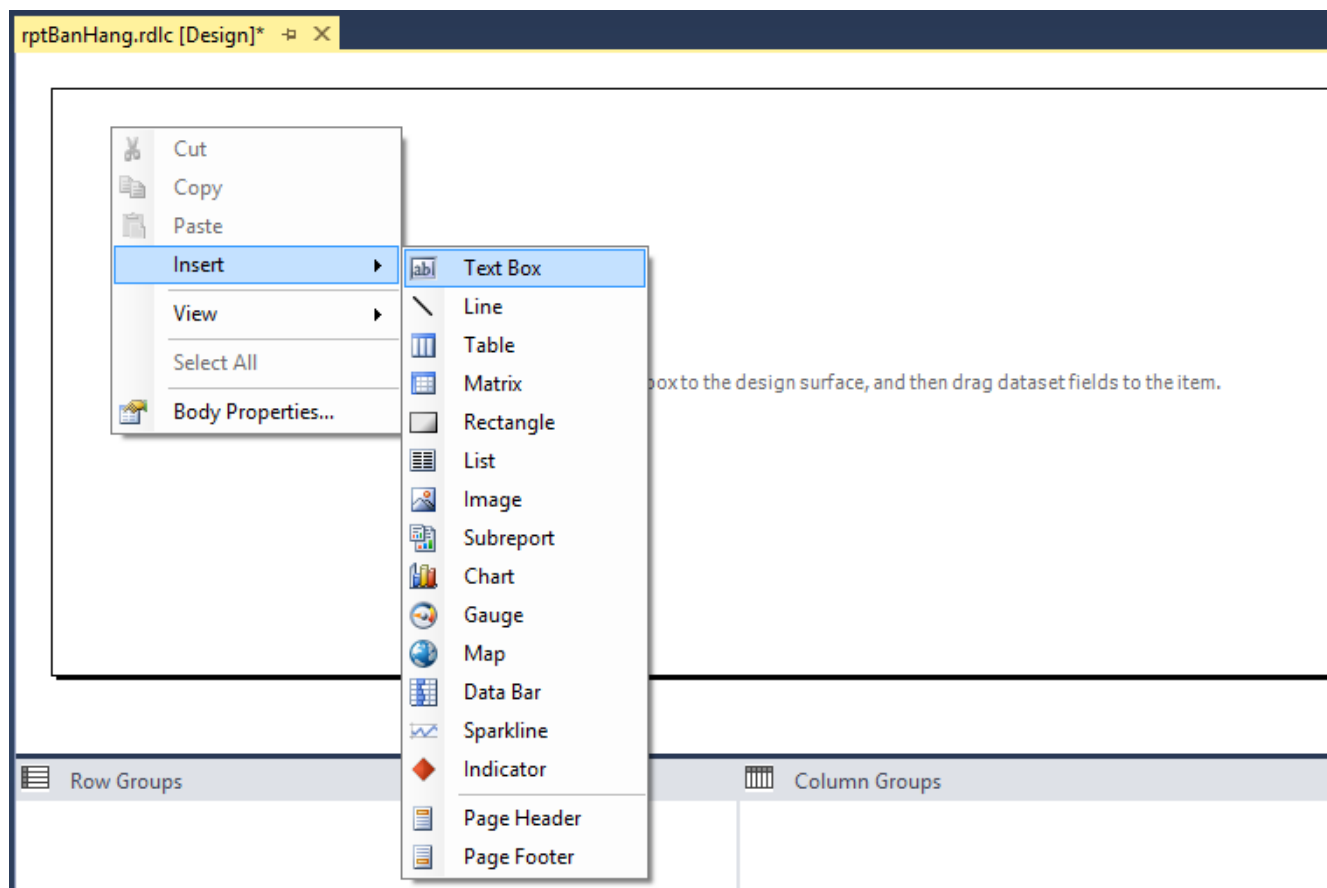 rptBanHang.rdlc [Design]*
Cut
Copy
Paste
Insert
View
Select All
Body Properties...
Text Box
Line
Table
Matrix
Rectangle
List
Image
Subreport
Chart
Gauge
Map
Data Bar
Sparkline
Indicator
Page Header
Page Footer
to the design surface, and then drag dataset fields to the item.
Row Groups
Column Groups